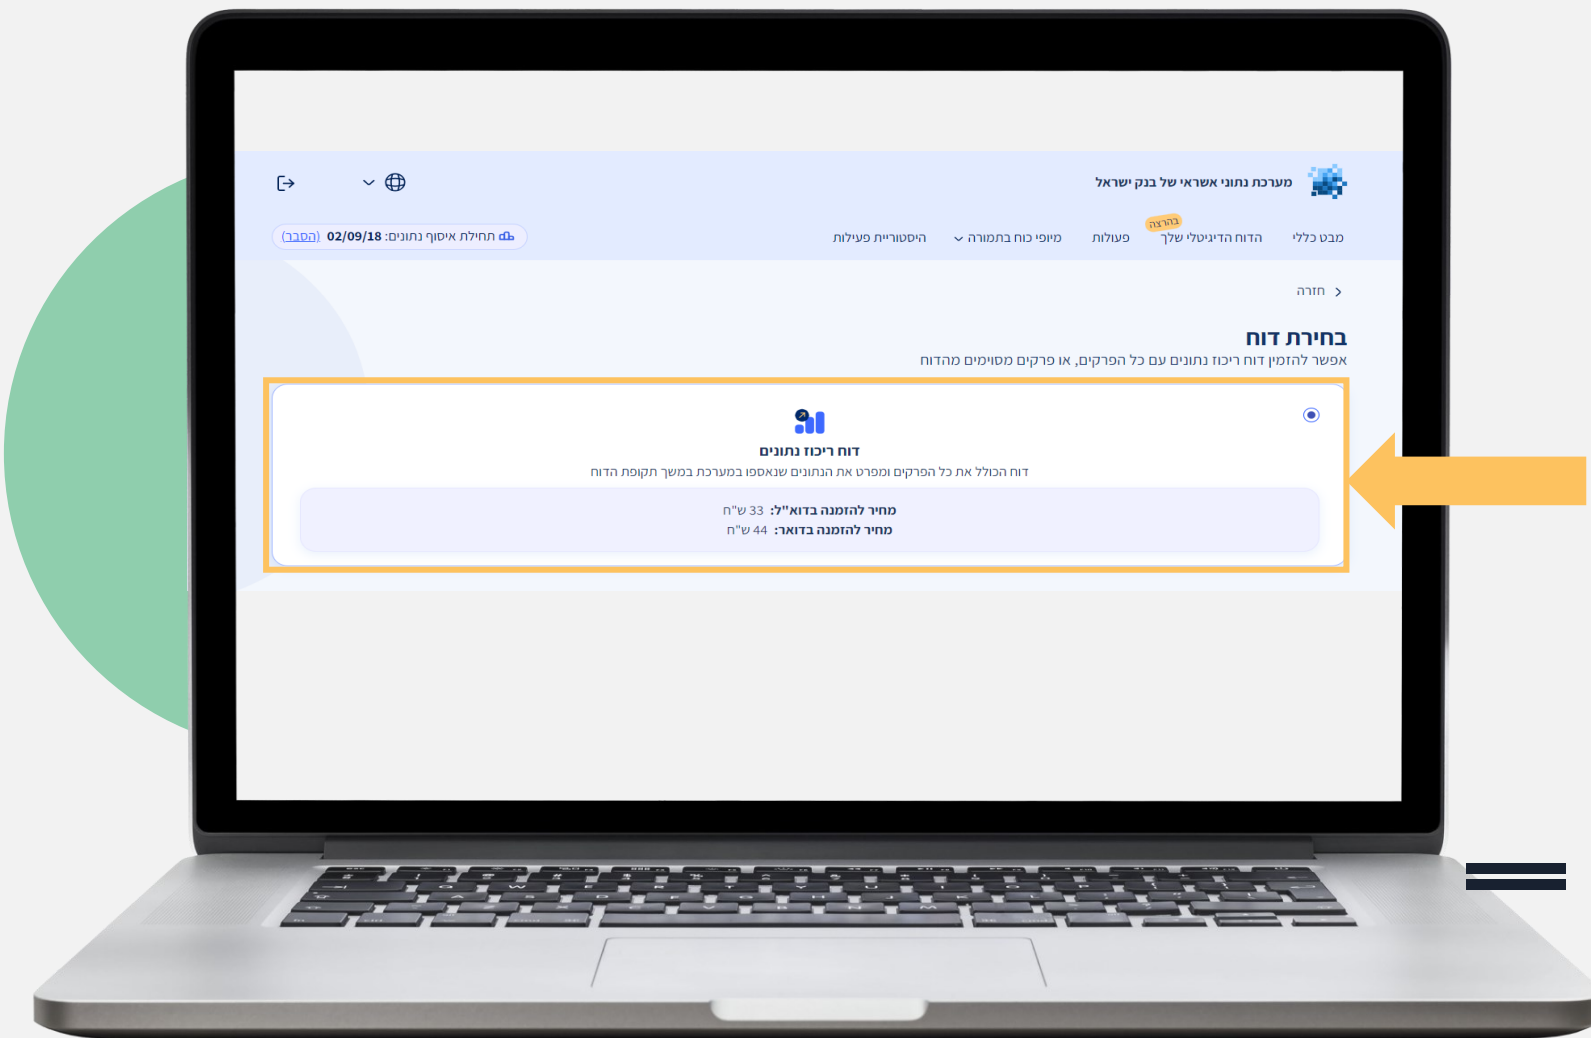 מערכת נתוני אשראי של בנק ישראל
בהרצה
מבט כללי הדוח הדיגיטלי שלך פעולות מיופי כוח בתמורה היסטוריית פעילות
תחילת איסוף נתונים: 02/09/18 (הסבר)
חזרה
בחירת דוח
אפשר להזמין דוח ריכוז נתונים עם כל הפרקים, או פרקים מסוימים מהדוח
דוח ריכוז נתונים
דוח הכולל את כל הפרקים ומפרט את הנתונים שנאספו במערכת במשך תקופת הדוח
מחיר להזמנה בדוא"ל: 33 ש"ח
מחיר להזמנה בדואר: 44 ש"ח